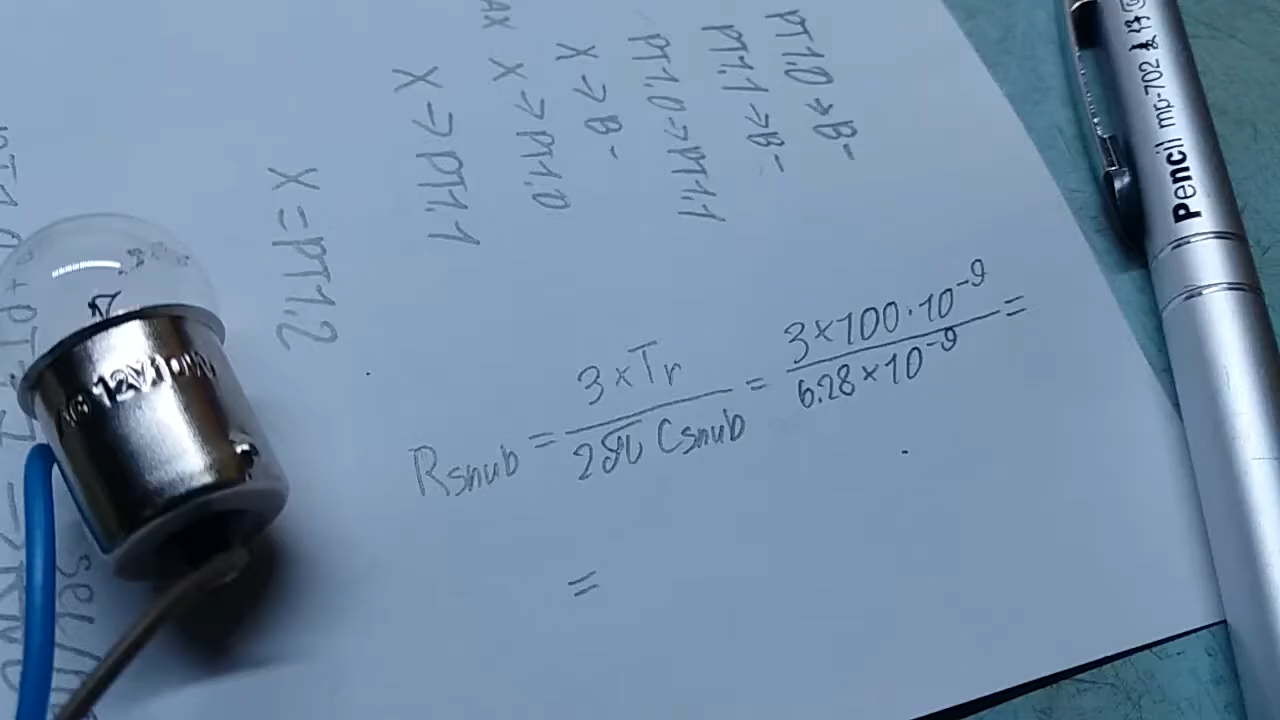 PT1.0 → B-
PT1.1 → B-
PT1.0 → PT1.1
X → B-
X → PT1.0
X → PT1.1
X = PT1.2
Rsnub = 3 × Tr / 2π Csnub = 3 × 100 · 10⁻⁹ / 6.28 × 10⁻⁹ =
=
Pencil mp-702
12V10W